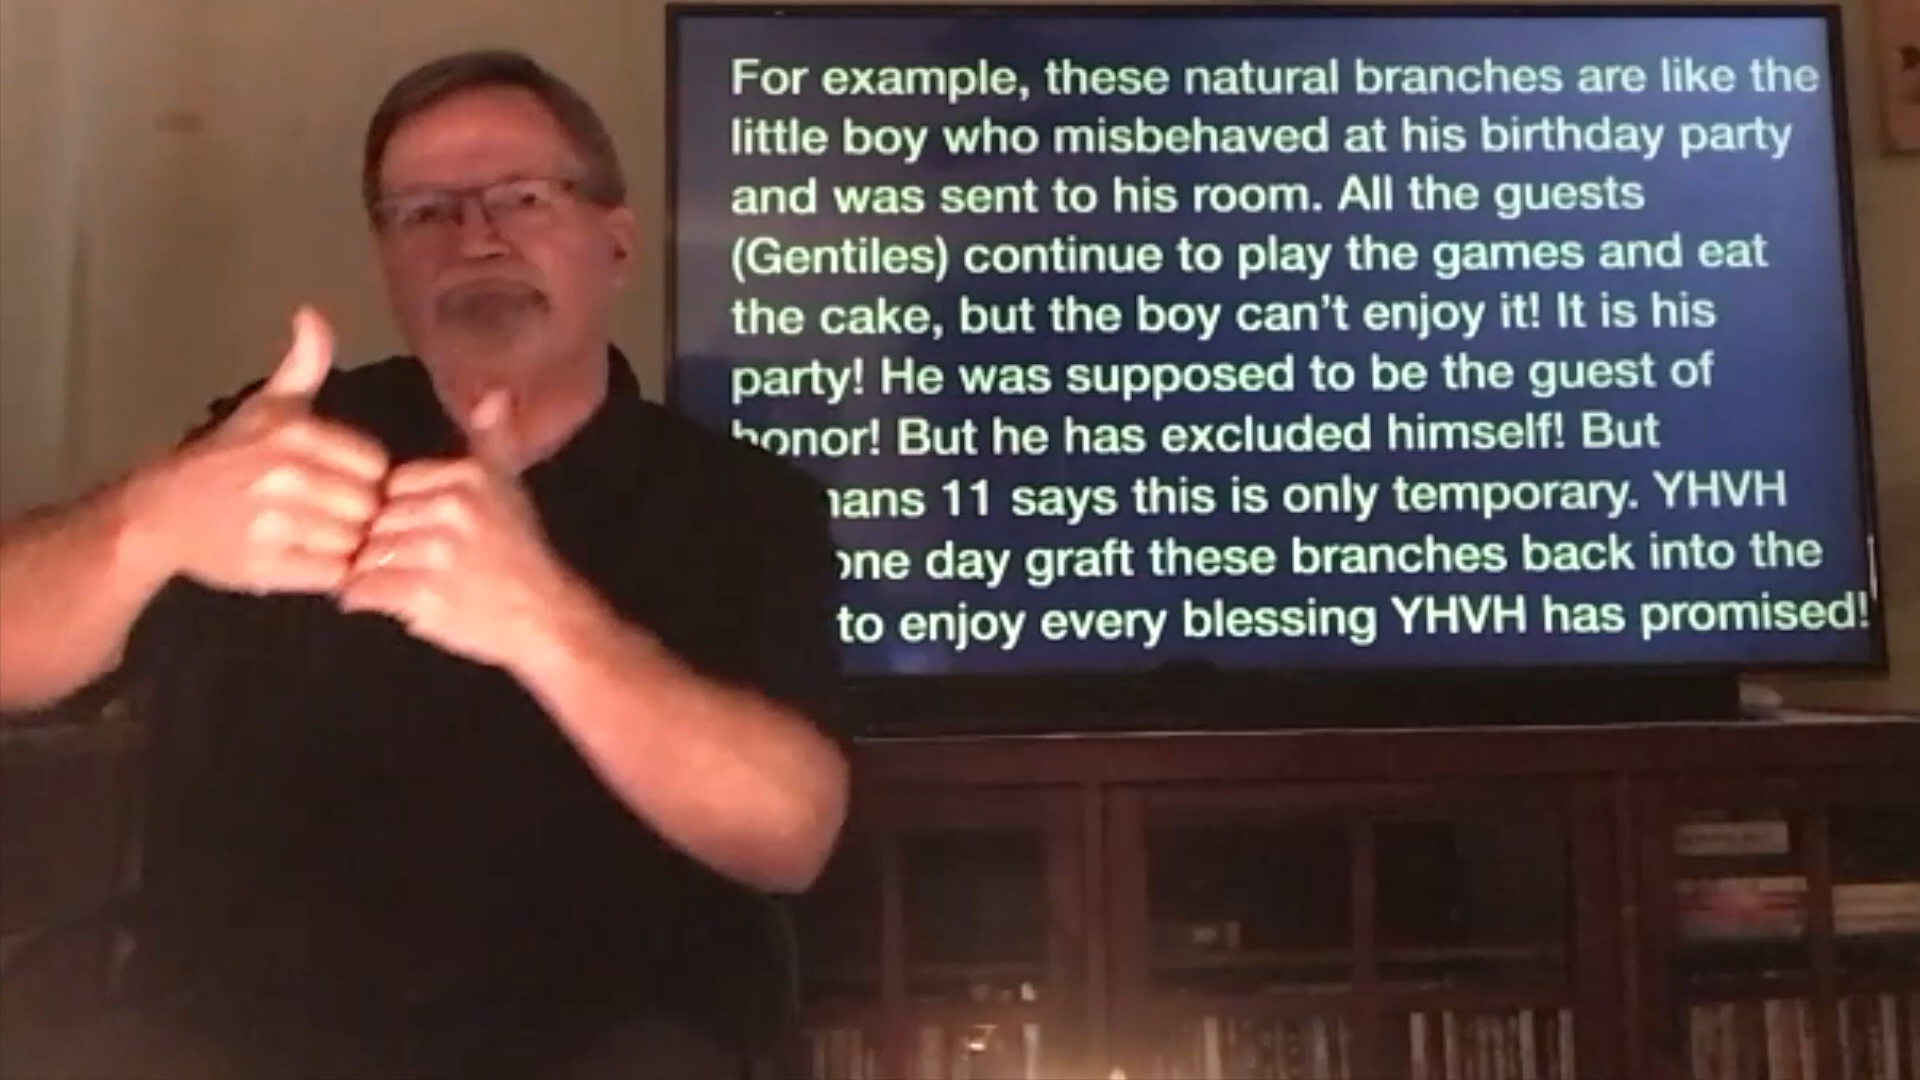 For example, these natural branches are like the
little boy who misbehaved at his birthday party
and was sent to his room. All the guests
(Gentiles) continue to play the games and eat
the cake, but the boy can't enjoy it! It is his
party! He was supposed to be the guest of
honor! But he has excluded himself! But
11 says this is only temporary. YHVH
day graft these branches back into the
to enjoy every blessing YHVH has promised!